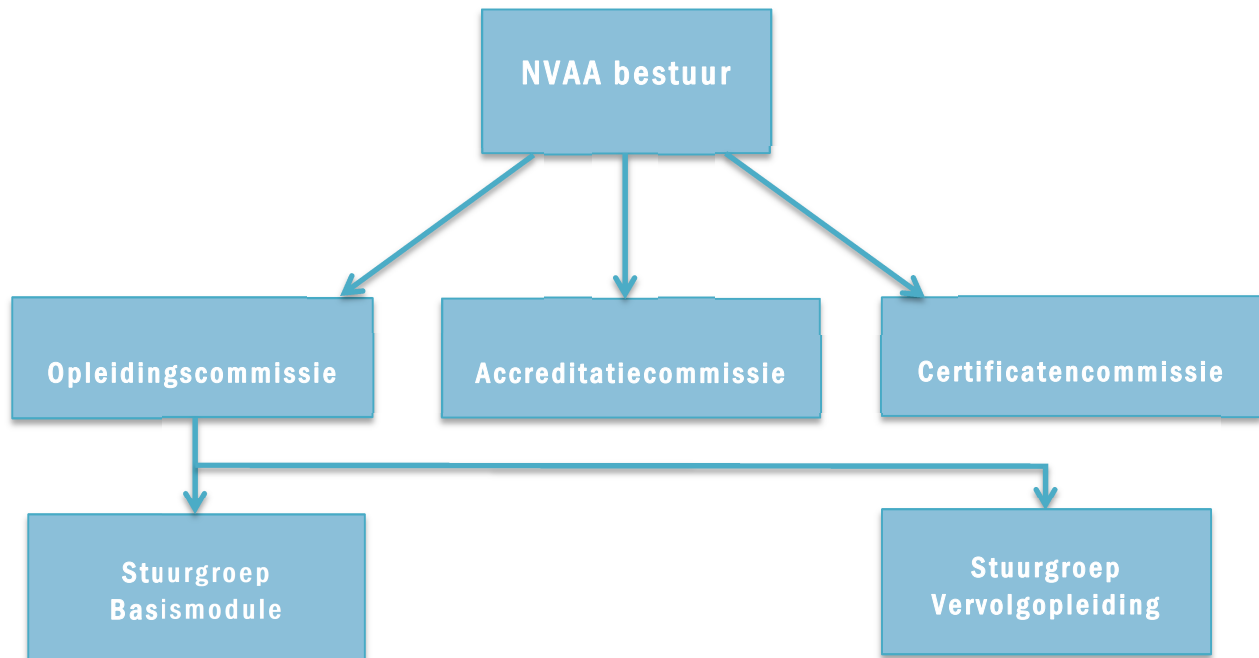 NVAA bestuur
Opleidingscommissie
Accreditatiecommissie
Certificatencommissie
Stuurgroep
Basismodule
Stuurgroep
Vervolgopleiding